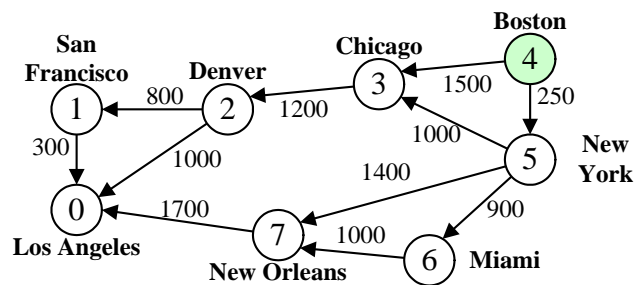 Boston
4
San
Francisco
Chicago
3
Denver
1500
250
1
800
2
1200
1000
5
New
York
300
1000
1400
900
0
1700
7
1000
6
Miami
Los Angeles
New Orleans